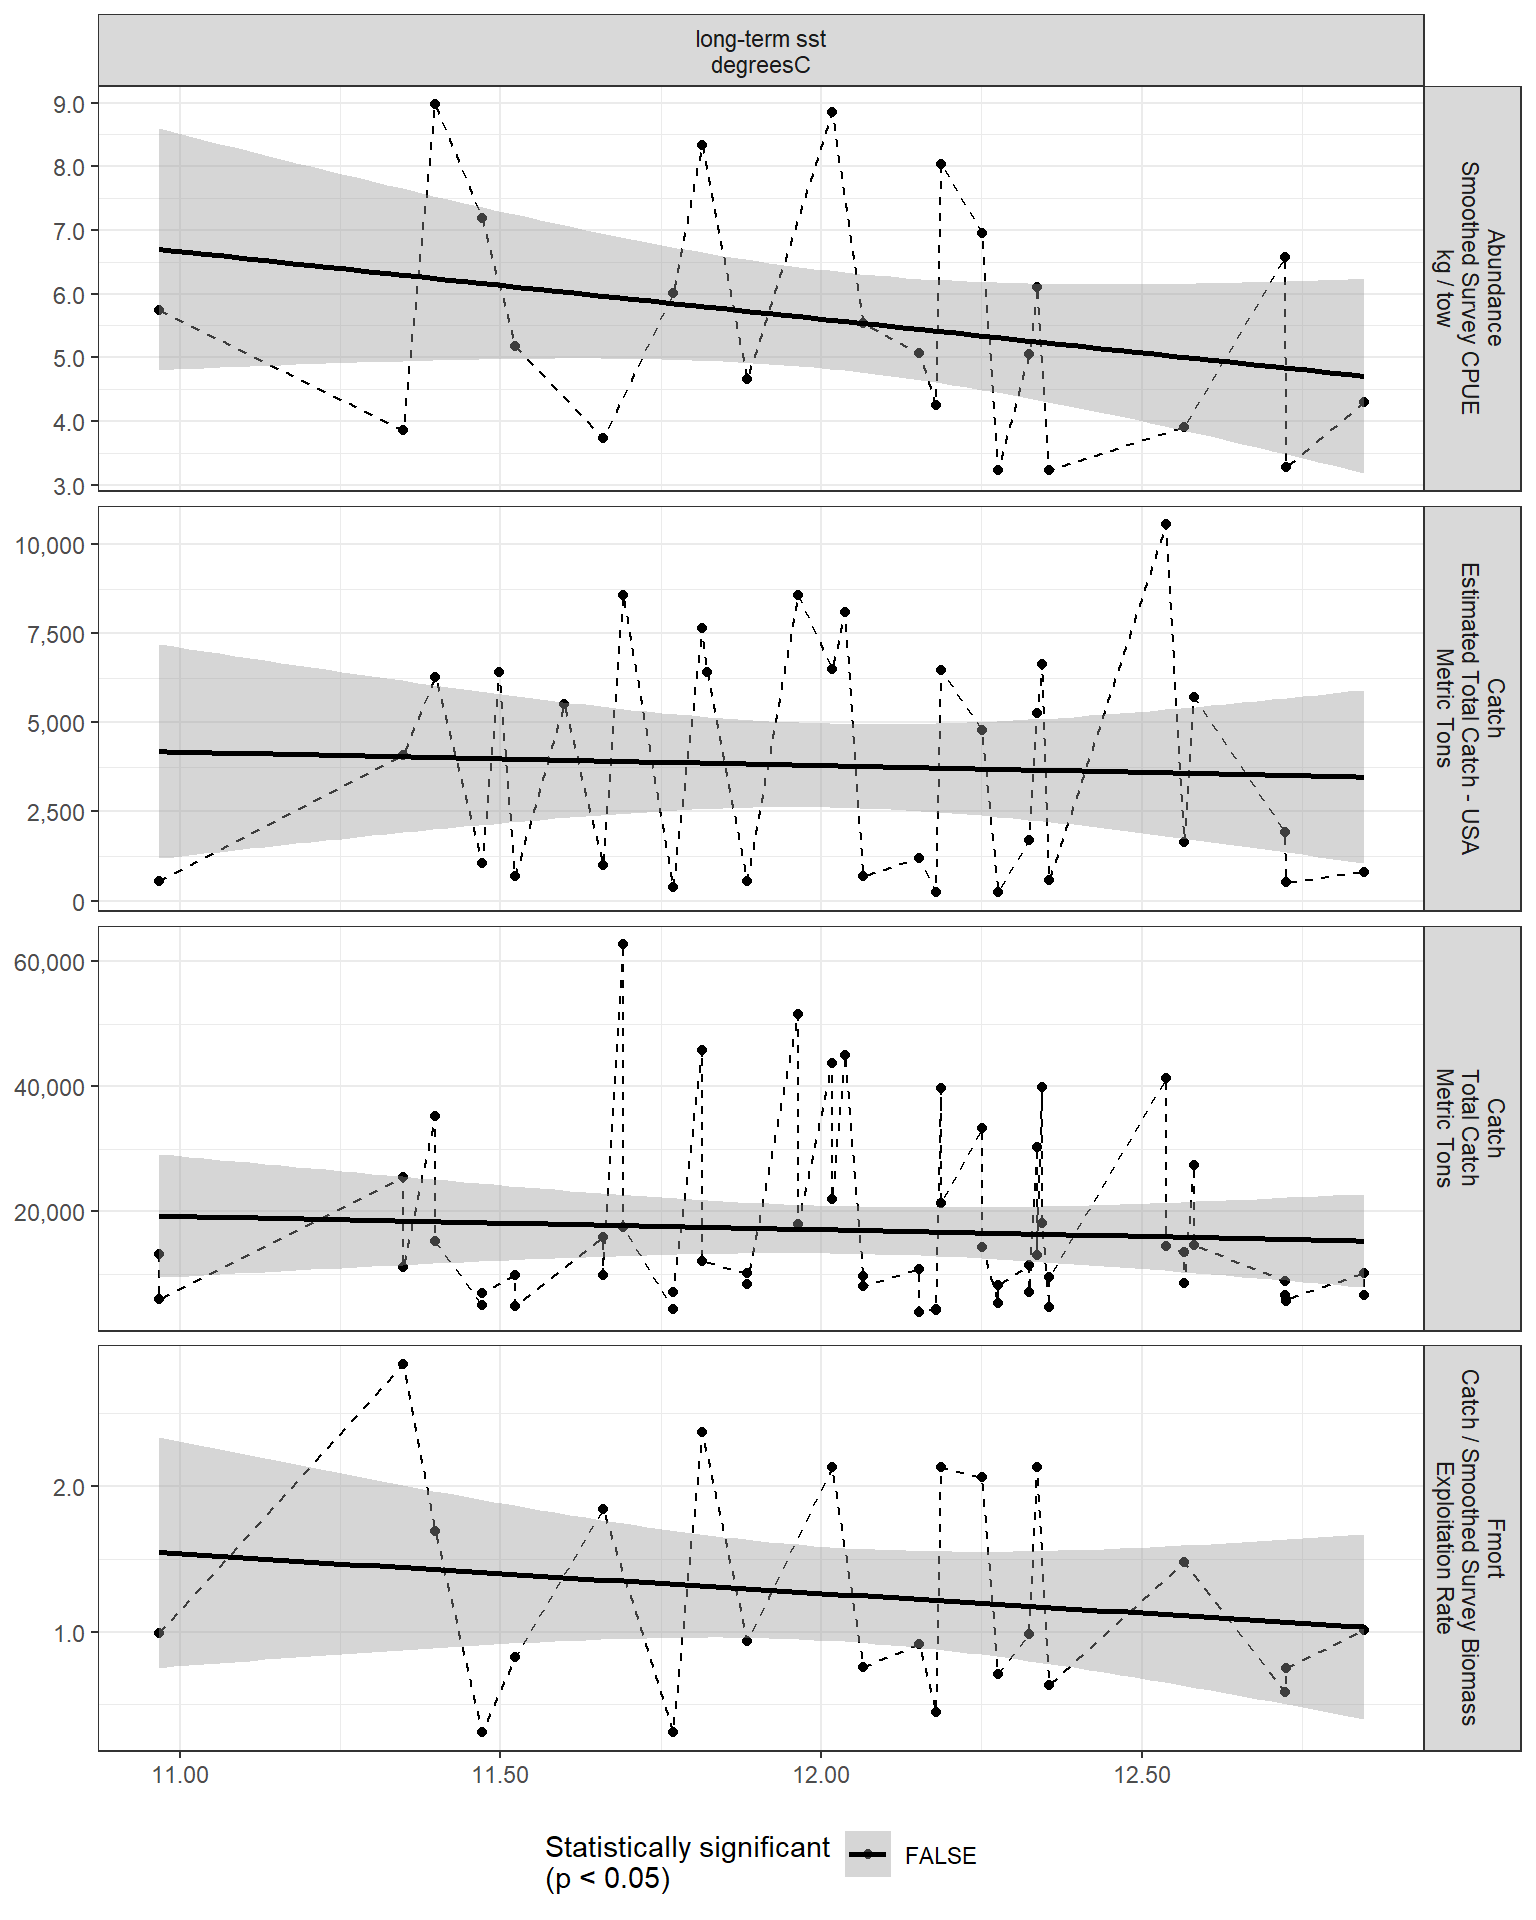 long-term sst
degreesC
9.0
8.0
7.0
6.0
5.0
4.0
3.0
Abundance
Smoothed Survey CPUE
kg / tow
10,000
7,500
5,000
2,500
0
Catch
Estimated Total Catch - USA
Metric Tons
60,000
40,000
20,000
Catch
Total Catch
Metric Tons
2.0
1.0
Fmort
Catch / Smoothed Survey Biomass
Exploitation Rate
11.00
11.50
12.00
12.50
Statistically significant
(p < 0.05)
FALSE